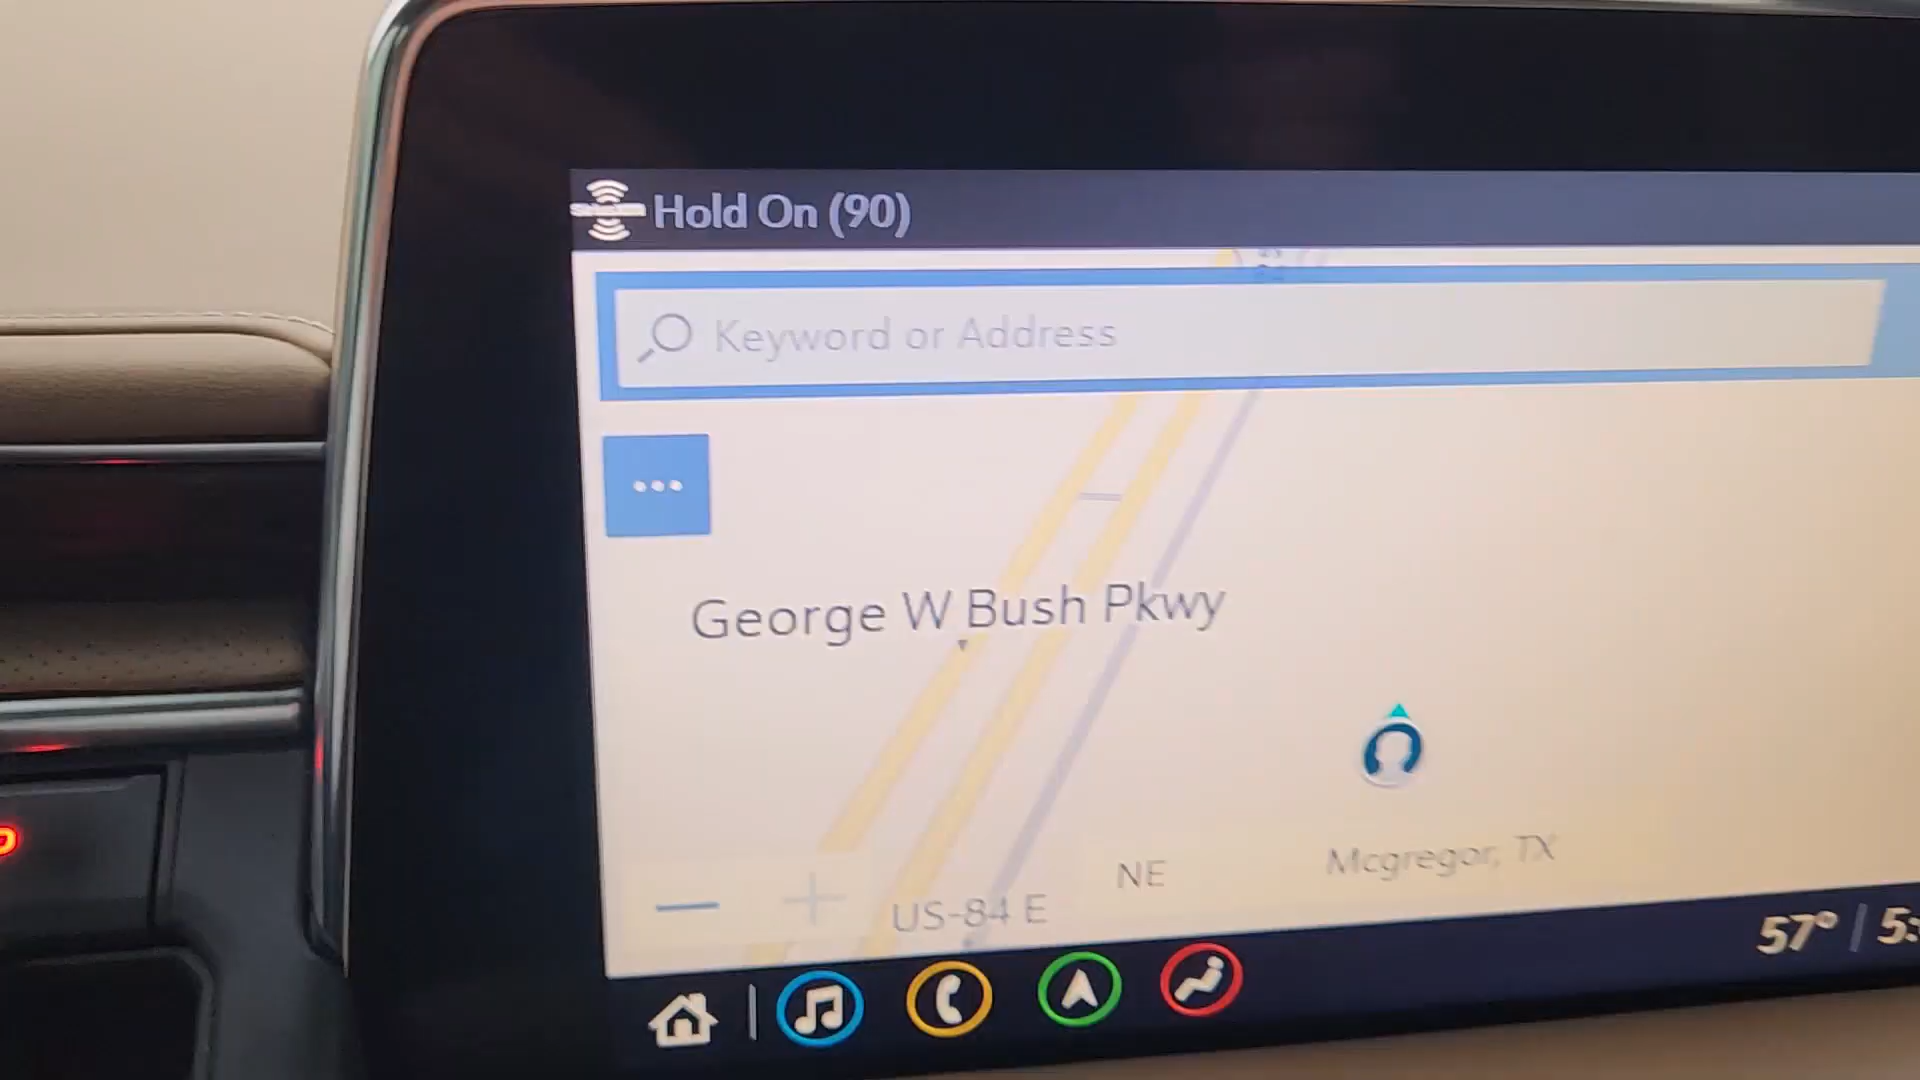 Hold On (90)
Keyword or Address
George W Bush Pkwy
NE
Mcgregor, TX
US-84 E
57°